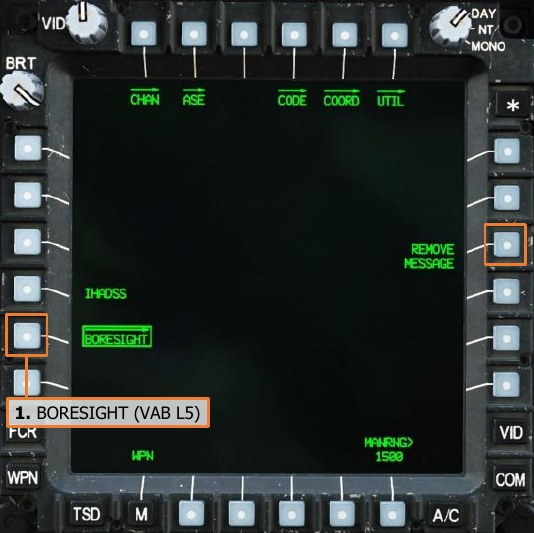 VID
DAY
NT
MONO
BRT
CHAN ASE CODE COORD UTIL
*
REMOVE
MESSAGE
IHADSS
BORESIGHT
1. BORESIGHT (VAB L5)
FCR
VID
MANRNG>
WPN 1500
WPN
COM
TSD M A/C